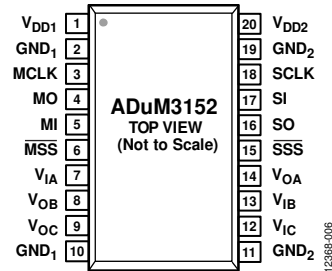 VDD1 1 20 VDD2
GND1 2 19 GND2
MCLK 3 18 SCLK
MO 4 ADuM3152 17 SI
MI 5 TOP VIEW 16 SO
MSS 6 (Not to Scale) 15 SSS
VIA 7 14 VOA
VOB 8 13 VIB
VOC 9 12 VIC
GND1 10 11 GND2
12368-006